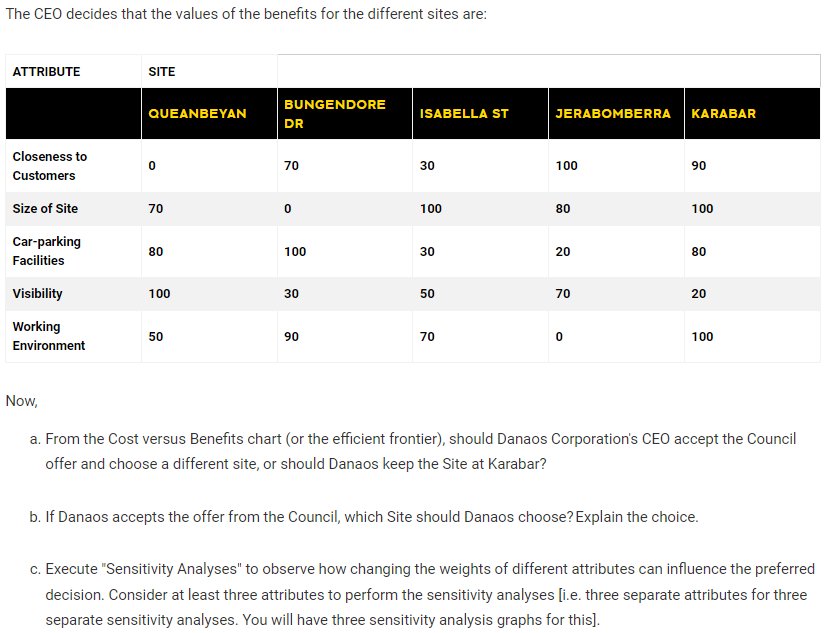 The CEO decides that the values of the benefits for the different sites are:
ATTRIBUTE SITE
QUEANBEYAN BUNGENDORE DR ISABELLA ST JERABOMBERRA KARABAR
Closeness to Customers 0 70 30 100 90
Size of Site 70 0 100 80 100
Car-parking Facilities 80 100 30 20 80
Visibility 100 30 50 70 20
Working Environment 50 90 70 0 100
Now,
a. From the Cost versus Benefits chart (or the efficient frontier), should Danaos Corporation's CEO accept the Council
offer and choose a different site, or should Danaos keep the Site at Karabar?
b. If Danaos accepts the offer from the Council, which Site should Danaos choose? Explain the choice.
c. Execute "Sensitivity Analyses" to observe how changing the weights of different attributes can influence the preferred
decision. Consider at least three attributes to perform the sensitivity analyses [i.e. three separate attributes for three
separate sensitivity analyses. You will have three sensitivity analysis graphs for this].